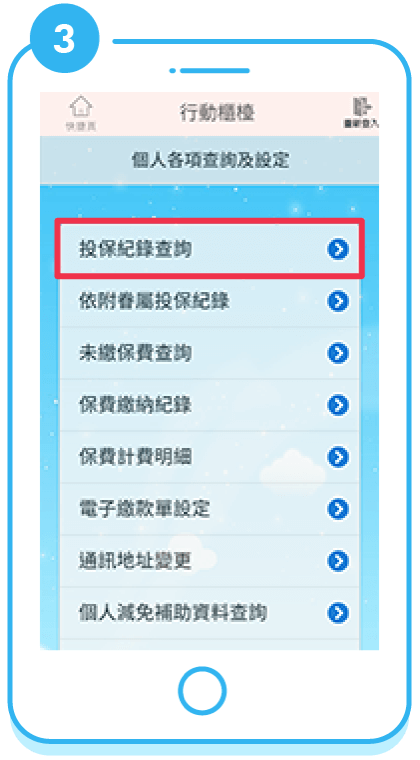 3
行動櫃檯
快捷頁
重新登入
個人各項查詢及設定
投保紀錄查詢
依附眷屬投保紀錄
未繳保費查詢
保費繳納紀錄
保費計費明細
電子繳款單設定
通訊地址變更
個人減免補助資料查詢